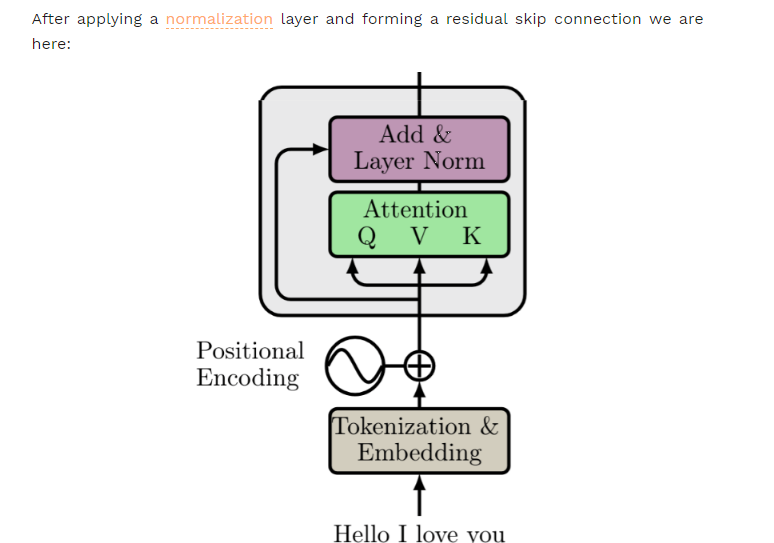 After applying a normalization layer and forming a residual skip connection we are
here:
Add &
Layer Norm
Attention
Q V K
Positional
Encoding
Tokenization &
Embedding
Hello I love you